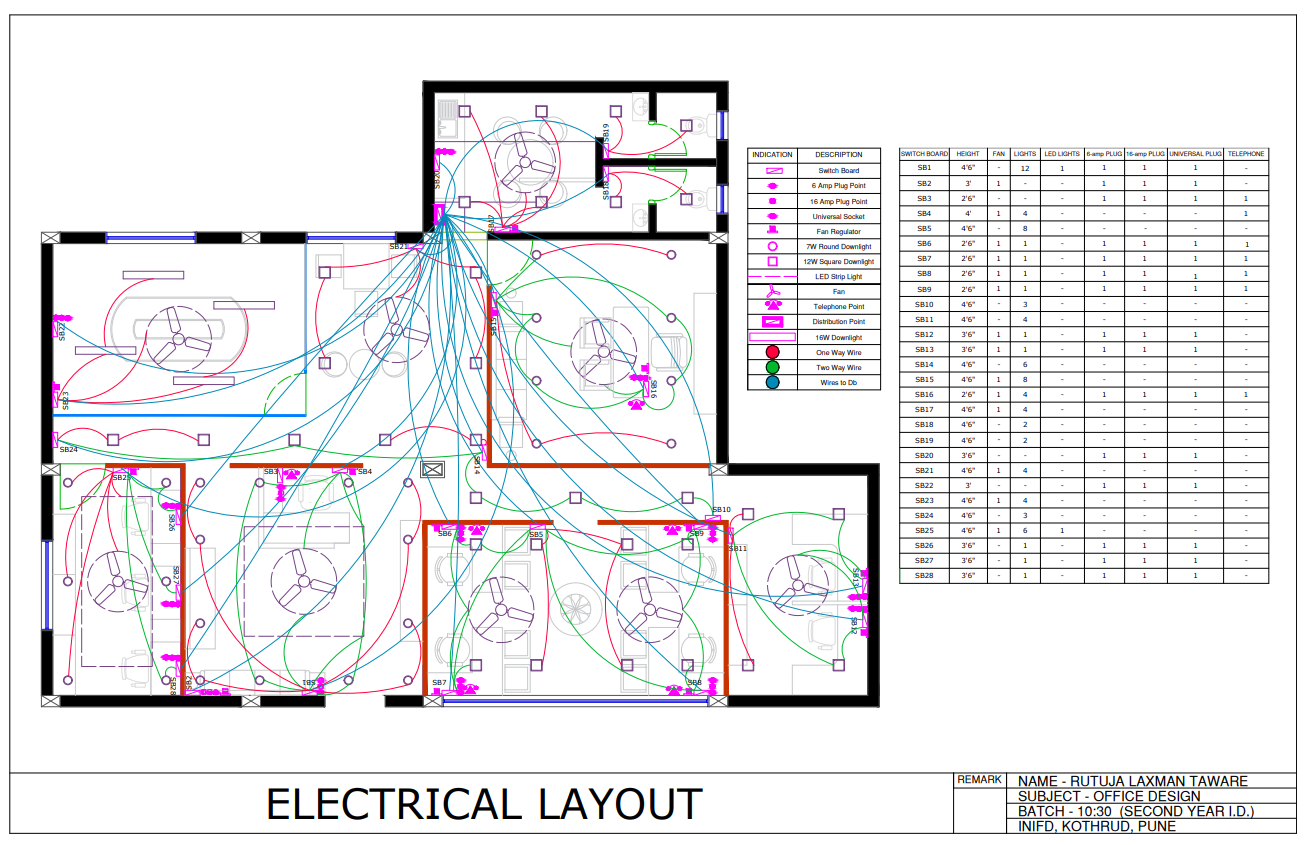 SB19
SB20
SB18
SB17
SB21
SB22
SB15
SB16
SB23
SB24
SB14
SB25
SB3
SB4
SB26
SB6
SB5
SB9
SB10
SB11
SB27
SB13
SB12
SB28
SB2
SB1
SB7
SB8
INDICATION DESCRIPTION
Switch Board
6 Amp Plug Point
16 Amp Plug Point
Universal Socket
Fan Regulator
7W Round Downlight
12W Square Downlight
LED Strip Light
Fan
Telephone Point
Distribution Point
16W Downlight
One Way Wire
Two Way Wire
Wires to Db
SWITCH BOARD HEIGHT FAN LIGHTS LED LIGHTS 6-amp PLUG 16-amp PLUG UNIVERSAL PLUG TELEPHONE
SB1 4'6" - 12 1 1 1 1 -
SB2 3' 1 - - 1 1 1 -
SB3 2'6" - - - 1 1 1 1
SB4 4' 1 4 - - - - 1
SB5 4'6" - 8 - - - - -
SB6 2'6" 1 1 - 1 1 1 1
SB7 2'6" 1 1 - 1 1 1 1
SB8 2'6" 1 1 - 1 1 1 1
SB9 2'6" 1 1 - 1 1 1 1
SB10 4'6" - 3 - - - - -
SB11 4'6" - 4 - - - - -
SB12 3'6" 1 1 - 1 1 1 -
SB13 3'6" 1 1 - 1 1 1 -
SB14 4'6" - 6 - - - - -
SB15 4'6" 1 8 - - - - -
SB16 2'6" 1 4 - 1 1 1 1
SB17 4'6" 1 4 - - - - -
SB18 4'6" - 2 - - - - -
SB19 4'6" - 2 - - - - -
SB20 3'6" - - - 1 1 1 -
SB21 4'6" 1 4 - - - - -
SB22 3' - - - 1 1 1 -
SB23 4'6" 1 4 - - - - -
SB24 4'6" - 3 - - - - -
SB25 4'6" 1 6 1 - - - -
SB26 3'6" - 1 - 1 1 1 -
SB27 3'6" - 1 - 1 1 1 -
SB28 3'6" - 1 - 1 1 1 -
ELECTRICAL LAYOUT
REMARK
NAME - RUTUJA LAXMAN TAWARE
SUBJECT - OFFICE DESIGN
BATCH - 10:30 (SECOND YEAR I.D.)
INIFD, KOTHRUD, PUNE